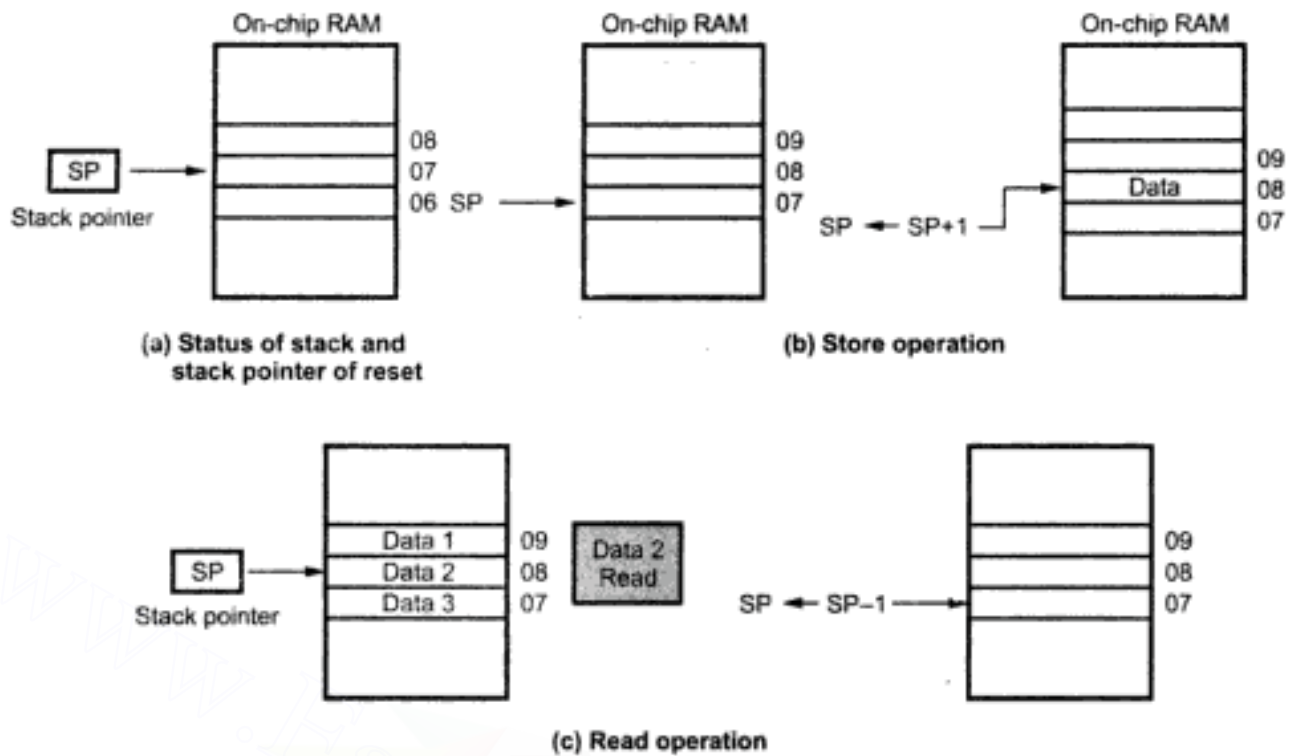 On-chip RAM
On-chip RAM
On-chip RAM
SP
Stack pointer
08
07
06
SP
09
08
07
SP
SP+1
Data
09
08
07
(a) Status of stack and
stack pointer of reset
(b) Store operation
SP
Stack pointer
Data 1
Data 2
Data 3
09
08
07
Data 2
Read
SP
SP–1
09
08
07
(c) Read operation